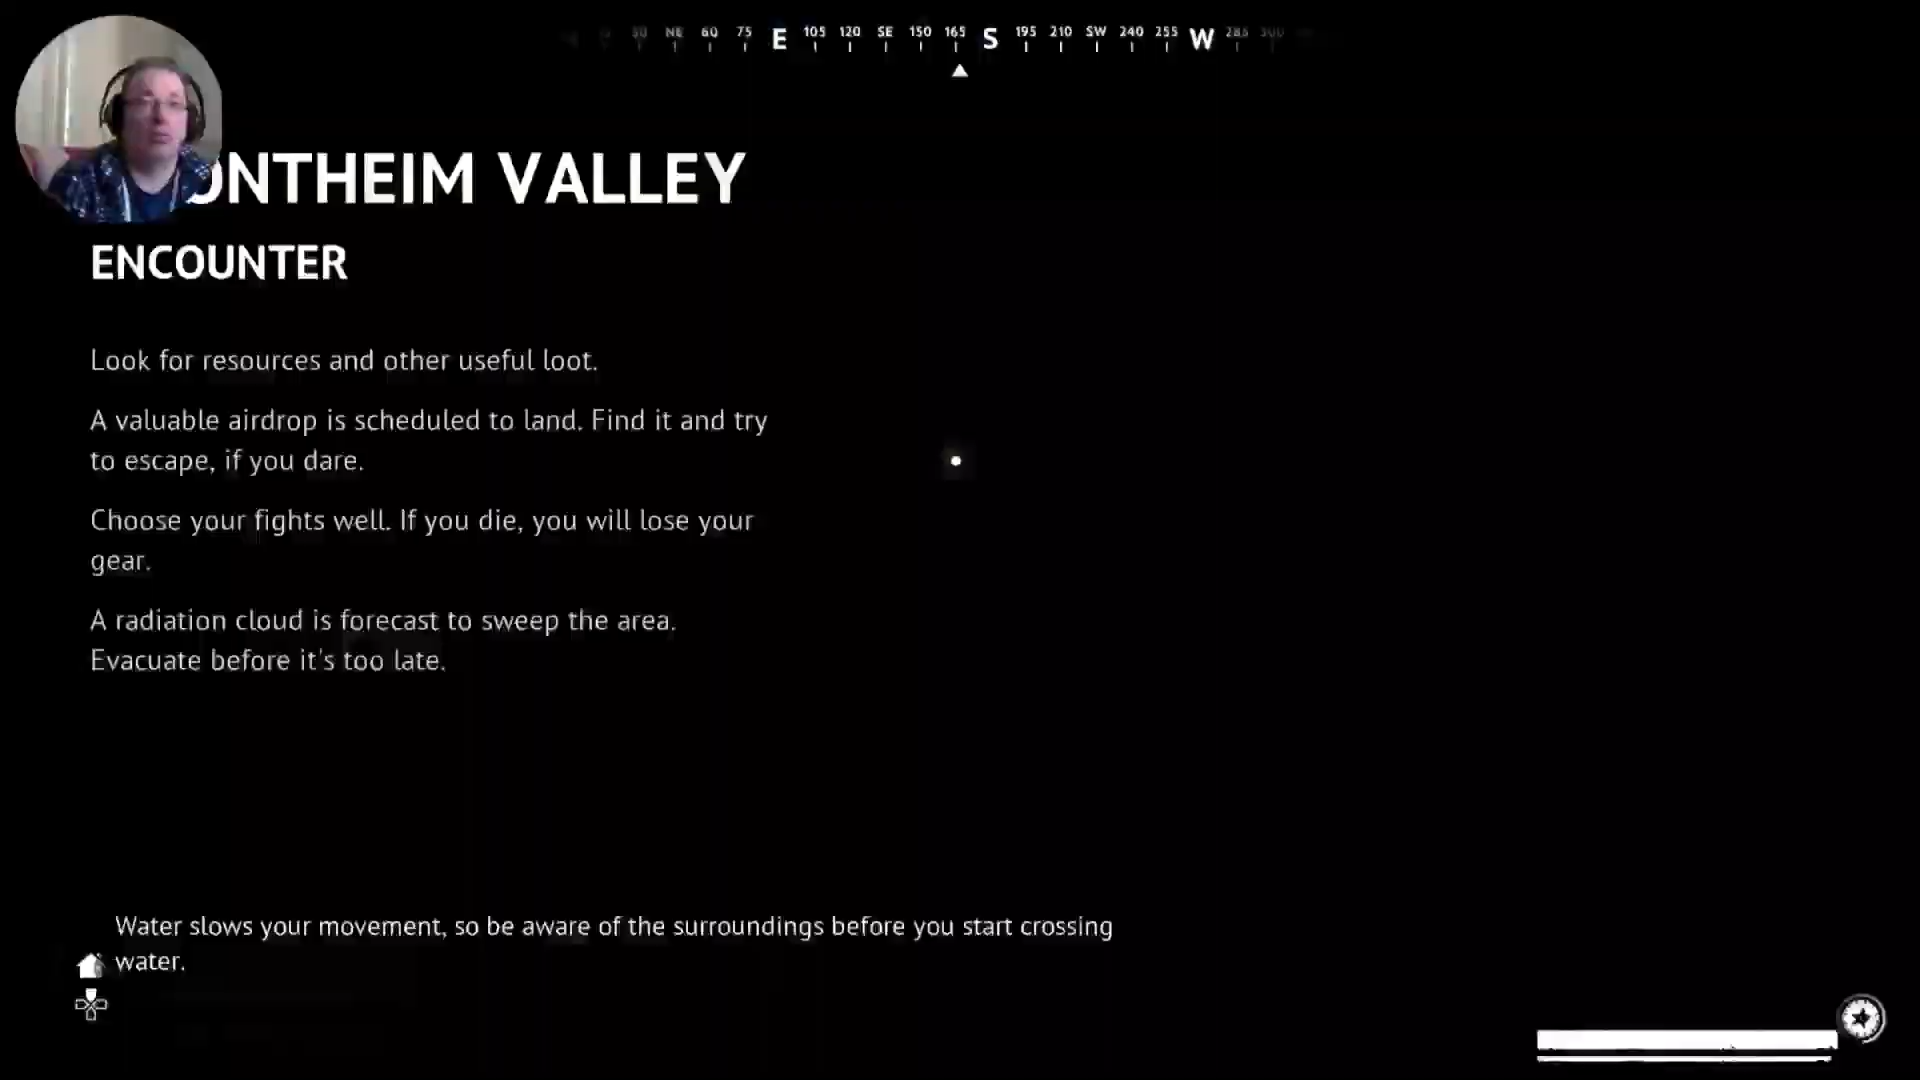 60 75 E 105 120 SE 150 165 S 195 210 SW 240 255 W 285 300
ONTHEIM VALLEY
ENCOUNTER
Look for resources and other useful loot.
A valuable airdrop is scheduled to land. Find it and try
to escape, if you dare.
Choose your fights well. If you die, you will lose your
gear.
A radiation cloud is forecast to sweep the area.
Evacuate before it's too late.
Water slows your movement, so be aware of the surroundings before you start crossing
water.